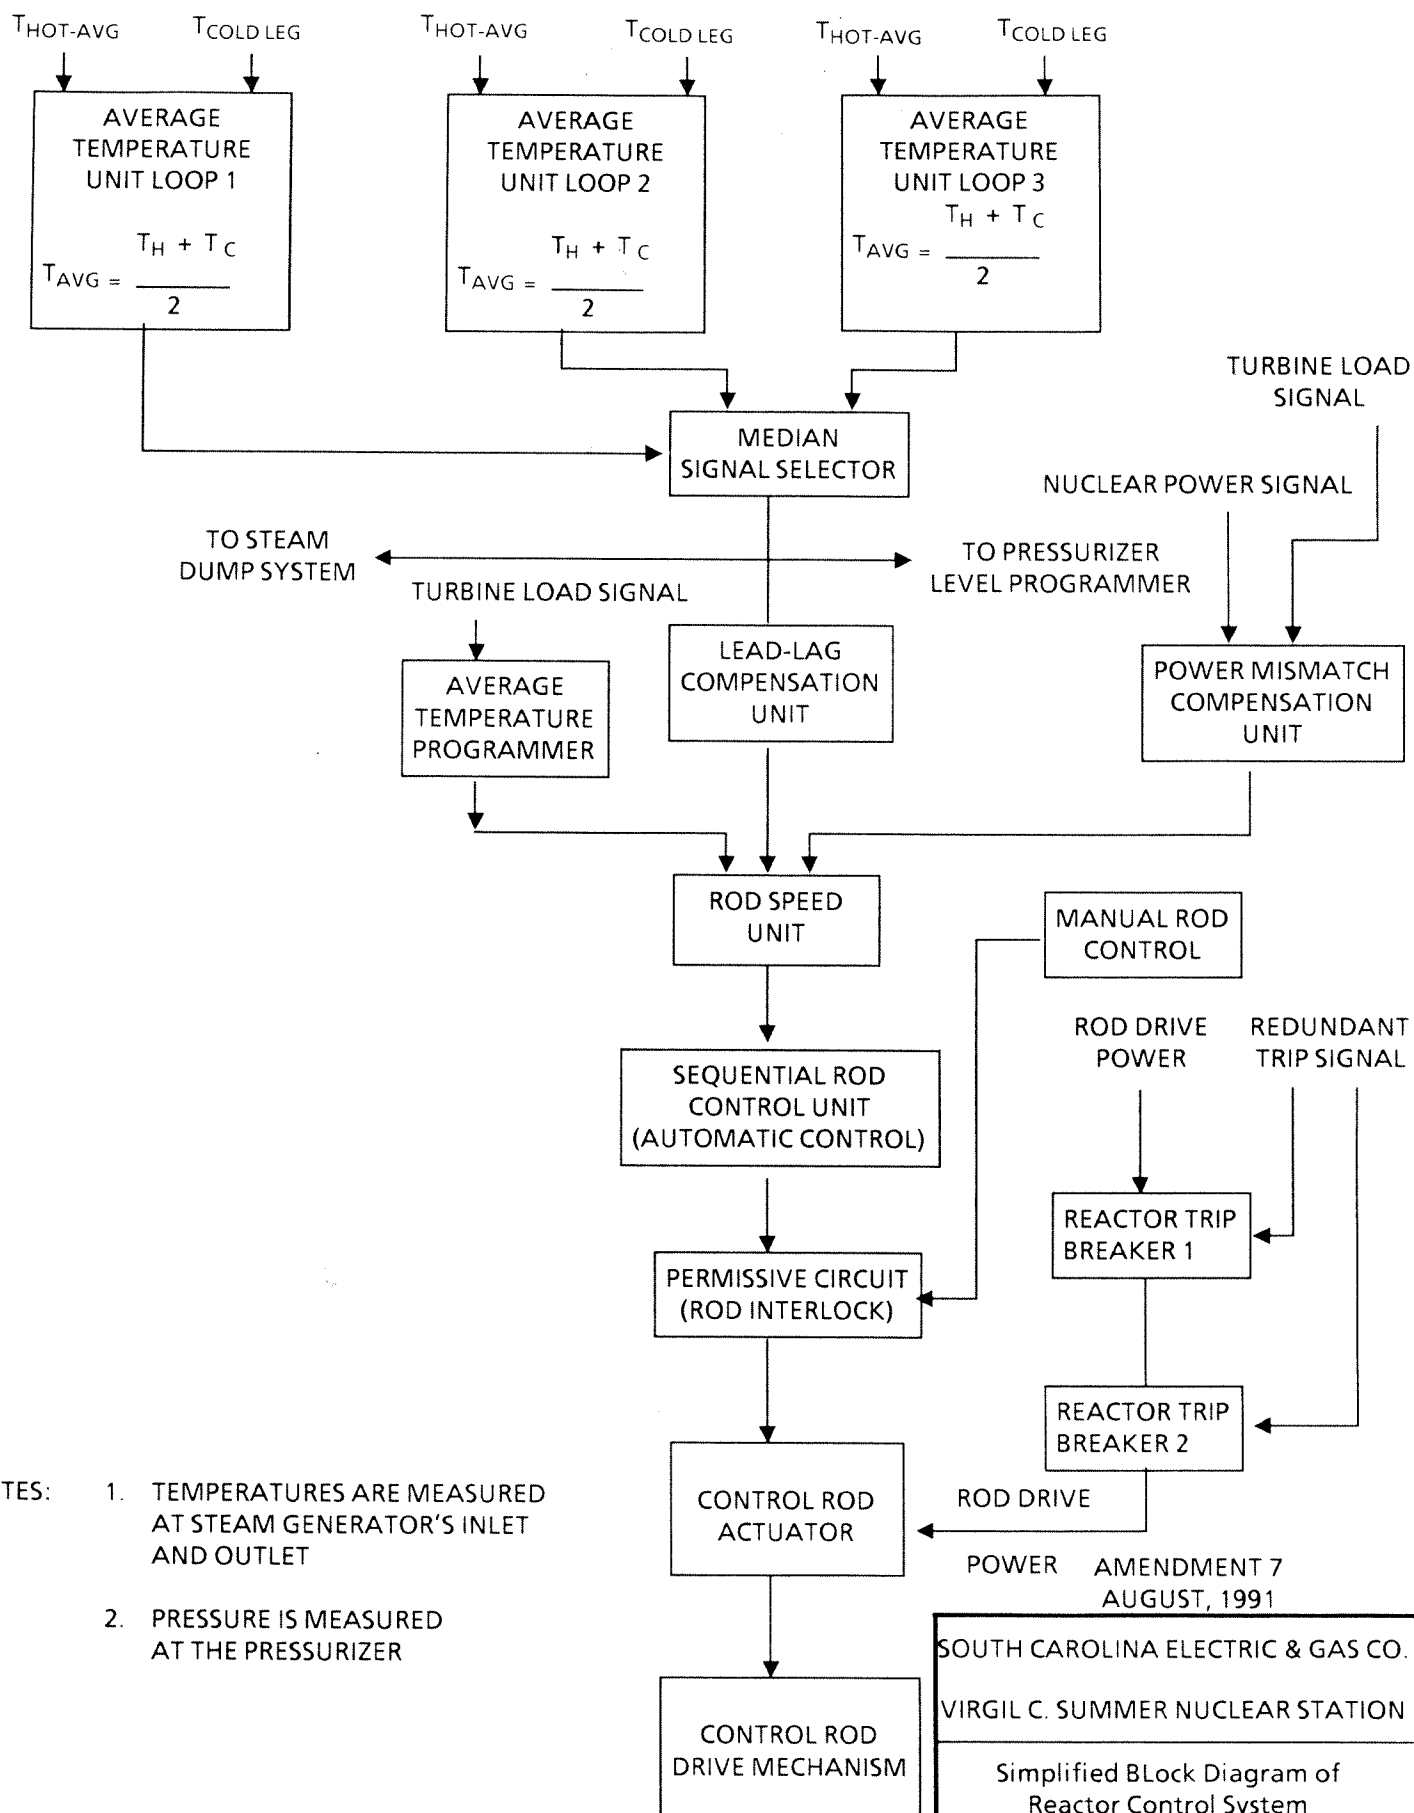 THOT-AVG TCOLD LEG THOT-AVG TCOLD LEG THOT-AVG TCOLD LEG
AVERAGE
TEMPERATURE
UNIT LOOP 1
TAVG = TH + TC
2
AVERAGE
TEMPERATURE
UNIT LOOP 2
TAVG = TH + TC
2
AVERAGE
TEMPERATURE
UNIT LOOP 3
TAVG = TH + TC
2
TURBINE LOAD
SIGNAL
MEDIAN
SIGNAL SELECTOR
NUCLEAR POWER SIGNAL
TO STEAM
DUMP SYSTEM
TO PRESSURIZER
LEVEL PROGRAMMER
TURBINE LOAD SIGNAL
AVERAGE
TEMPERATURE
PROGRAMMER
LEAD-LAG
COMPENSATION
UNIT
POWER MISMATCH
COMPENSATION
UNIT
ROD SPEED
UNIT
MANUAL ROD
CONTROL
ROD DRIVE
POWER
REDUNDANT
TRIP SIGNAL
SEQUENTIAL ROD
CONTROL UNIT
(AUTOMATIC CONTROL)
REACTOR TRIP
BREAKER 1
PERMISSIVE CIRCUIT
(ROD INTERLOCK)
REACTOR TRIP
BREAKER 2
CONTROL ROD
ACTUATOR
ROD DRIVE
POWER
TES: 1. TEMPERATURES ARE MEASURED
AT STEAM GENERATOR'S INLET
AND OUTLET
2. PRESSURE IS MEASURED
AT THE PRESSURIZER
AMENDMENT 7
AUGUST, 1991
CONTROL ROD
DRIVE MECHANISM
SOUTH CAROLINA ELECTRIC & GAS CO.
VIRGIL C. SUMMER NUCLEAR STATION
Simplified BLock Diagram of
Reactor Control System